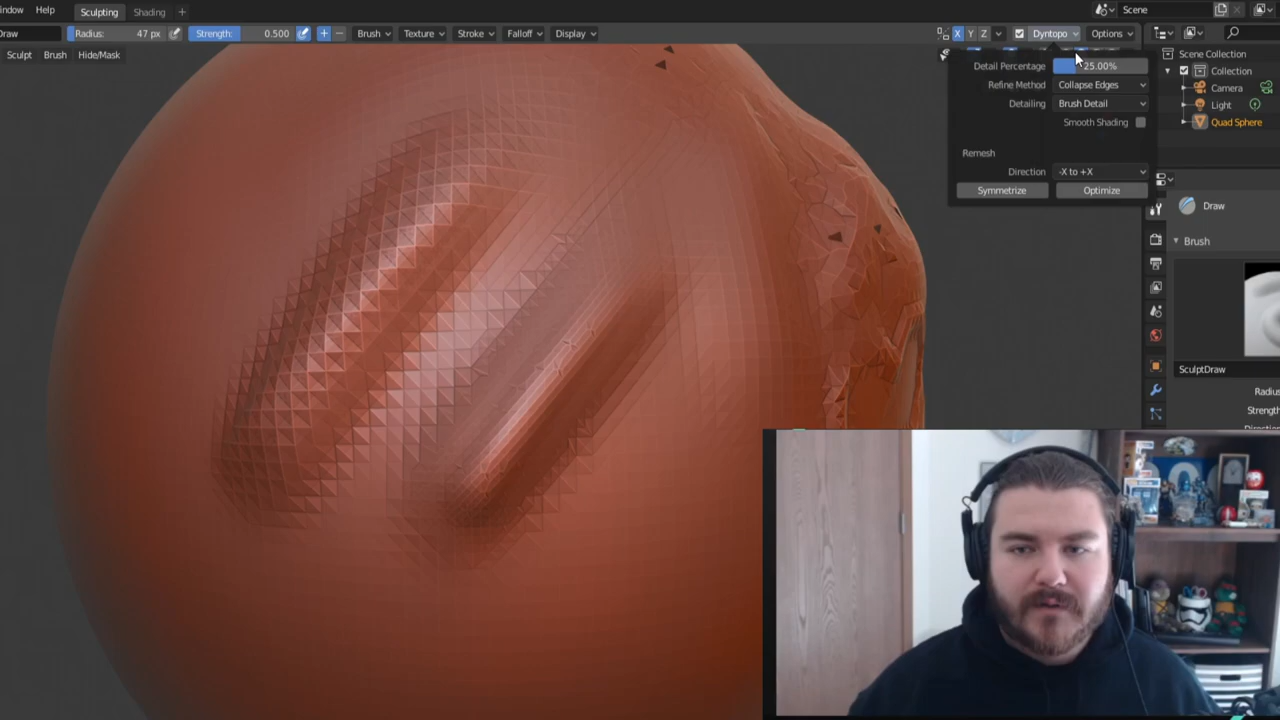 indow Help Sculpting Shading + Scene
Draw Radius: 47 px Strength: 0.500 + − Brush Texture Stroke Falloff Display X Y Z Dyntopo Options
Sculpt Brush Hide/Mask
Detail Percentage 25.00%
Refine Method Collapse Edges
Detailing Brush Detail
Smooth Shading
Remesh
Direction -X to +X
Symmetrize Optimize
Scene Collection
Collection
Camera
Light
Quad Sphere
Draw
Brush
SculptDraw
Radiu
Strength